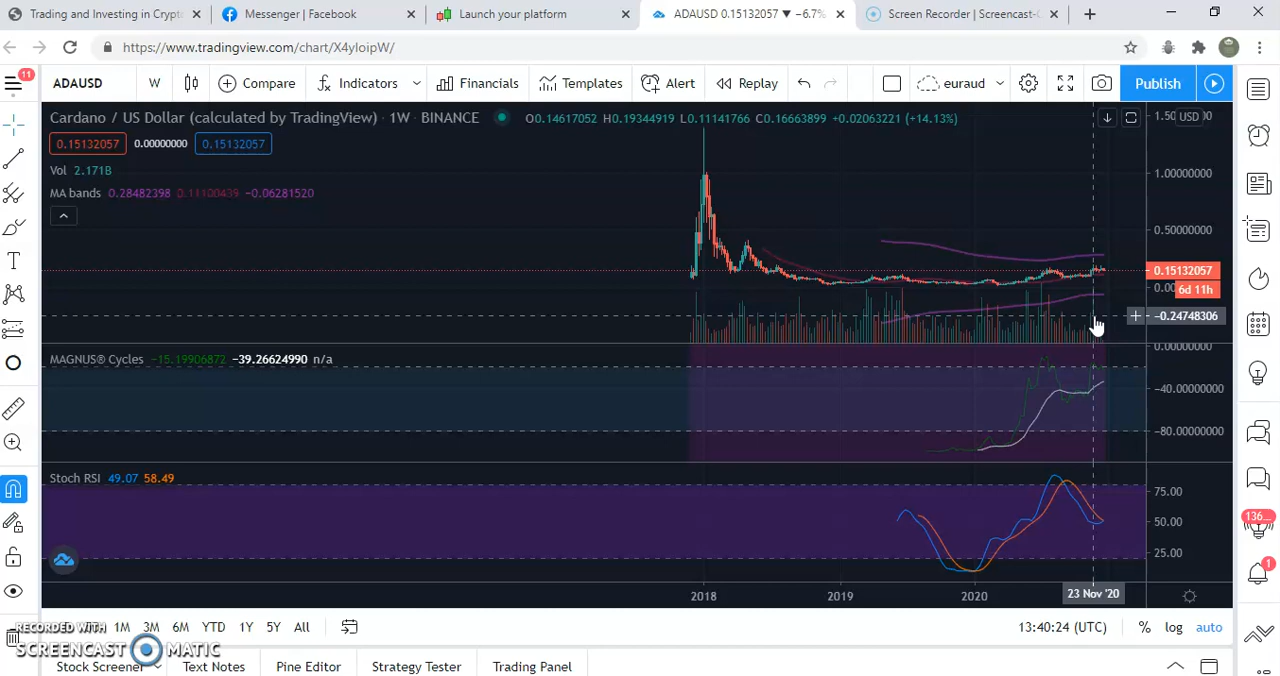 Trading and Investing in Crypt
Messenger | Facebook
Launch your platform
ADAUSD 0.15132057 ▼ −6.7%
Screen Recorder | Screencast-O
https://www.tradingview.com/chart/X4yloipW/
11
ADAUSD W Compare Indicators Financials Templates Alert Replay euraud Publish
Cardano / US Dollar (calculated by TradingView) · 1W · BINANCE O0.14617052 H0.19344919 L0.11141766 C0.16663899 +0.02063221 (+14.13%)
USD
0.15132057 0.00000000 0.15132057
Vol 2.171B
MA bands 0.28482398 0.11100439 −0.06281520
1.00000000
0.50000000
0.15132057
6d 11h
−0.24748306
MAGNUS® Cycles −15.19906872 −39.26624990 n/a
0.00000000
−40.00000000
−80.00000000
Stoch RSI 49.07 58.49
75.00
50.00
25.00
136...
1
2018 2019 2020 23 Nov '20
1M 3M 6M YTD 1Y 5Y All
13:40:24 (UTC) % log auto
RECORDED WITH
SCREENCAST MATIC
Stock Screener Text Notes Pine Editor Strategy Tester Trading Panel